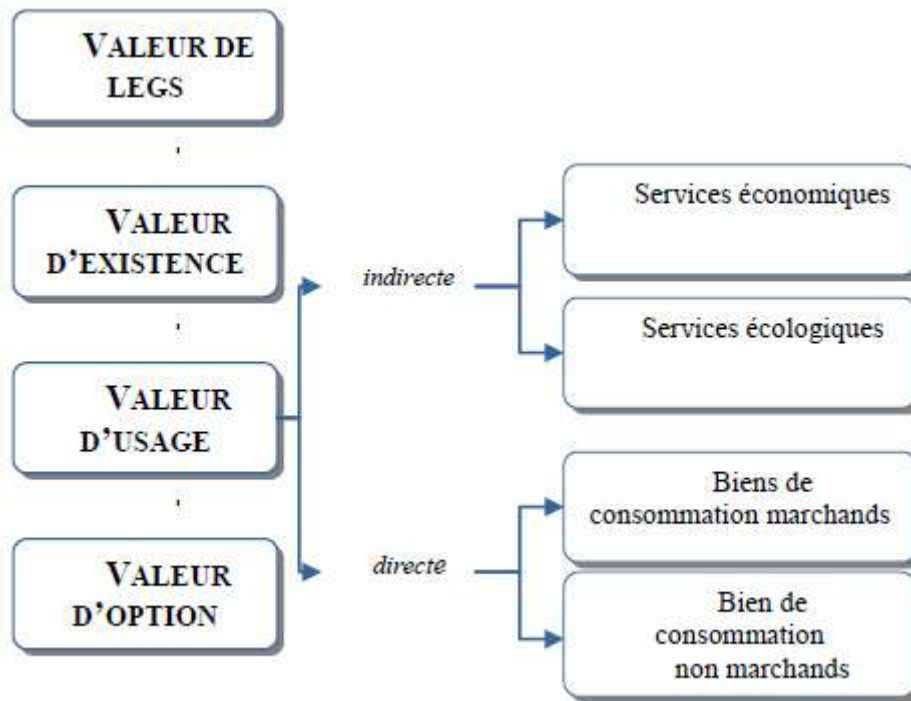 VALEUR DE
LEGS
VALEUR
D'EXISTENCE
VALEUR
D'USAGE
VALEUR
D'OPTION
indirecte
directe
Services économiques
Services écologiques
Biens de
consommation marchands
Bien de
consommation
non marchands